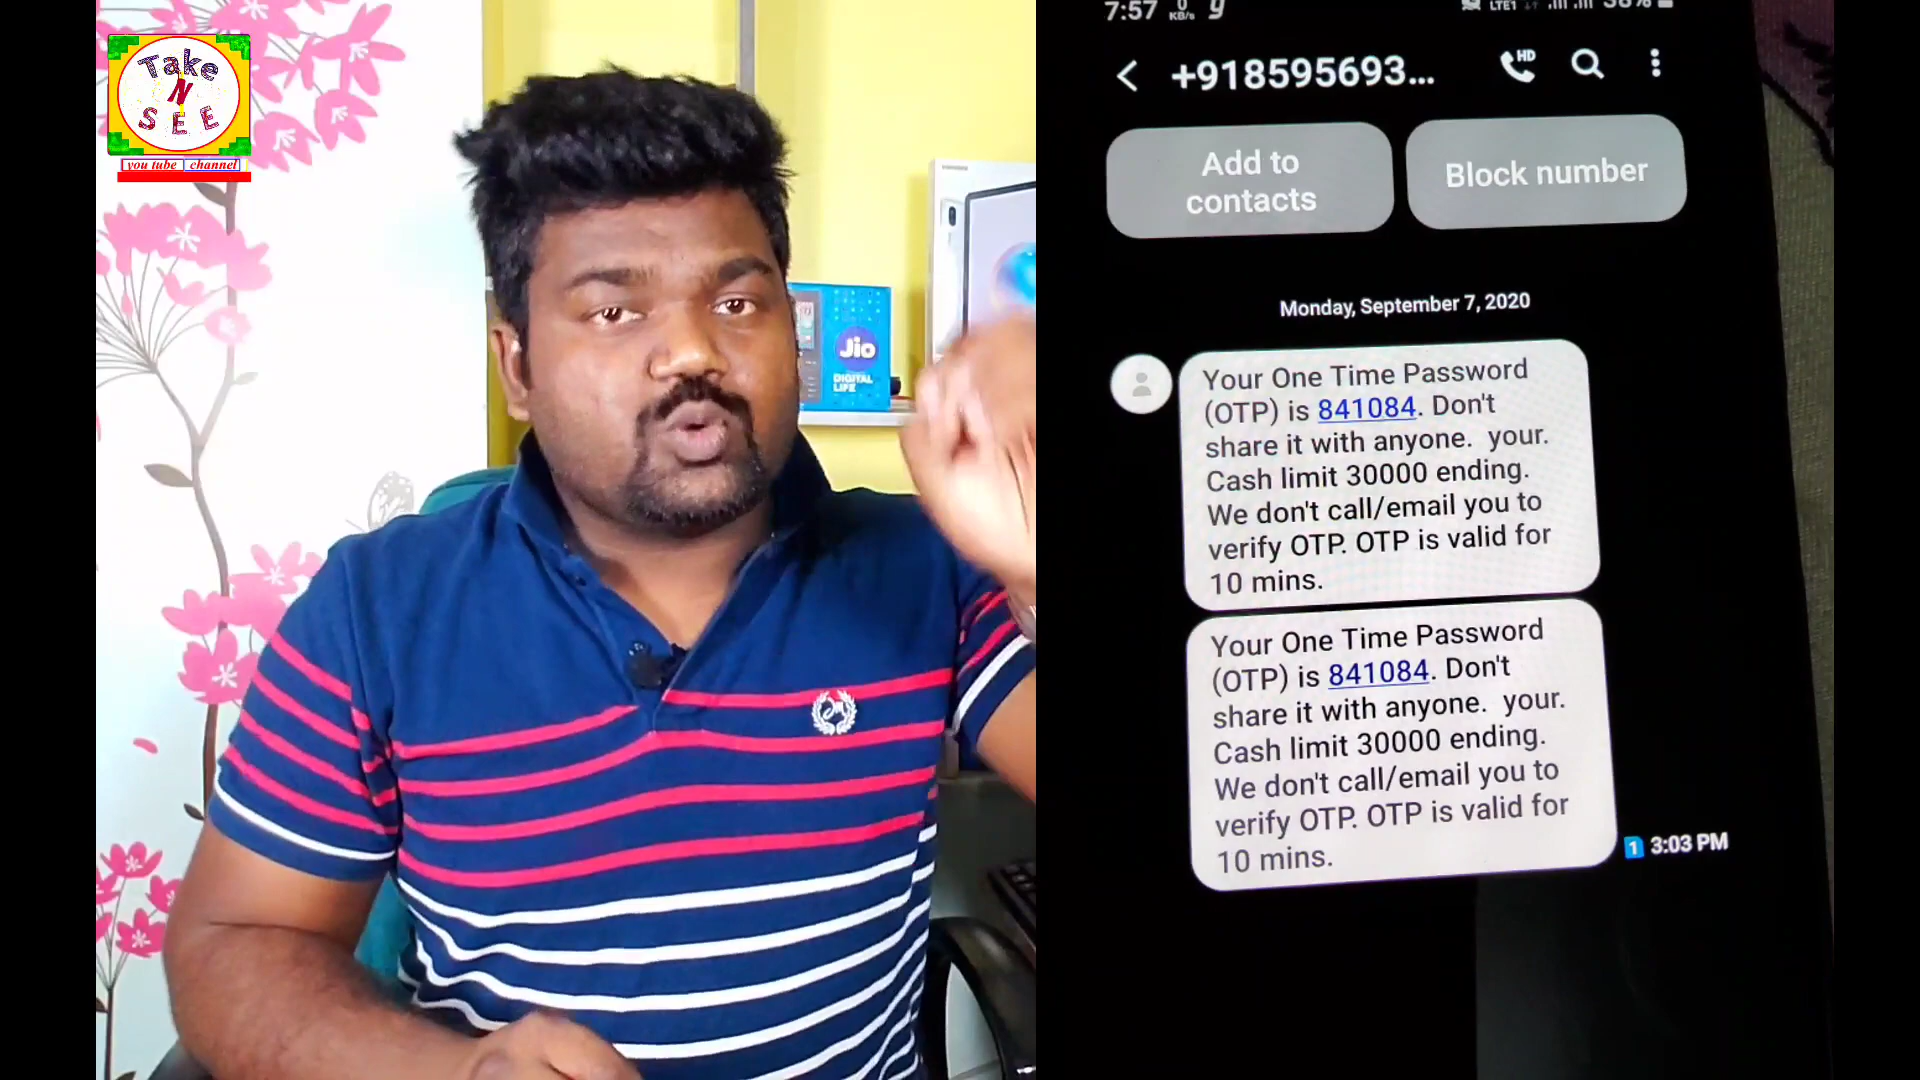 Take
N
SEE
you tube channel
Jio
DIGITAL
LIFE
7:57
KB/s
LTE1
+918595693...
HD
Add to
contacts
Block number
Monday, September 7, 2020
Your One Time Password
(OTP) is 841084. Don't
share it with anyone.  your.
Cash limit 30000 ending.
We don't call/email you to
verify OTP. OTP is valid for
10 mins.
Your One Time Password
(OTP) is 841084. Don't
share it with anyone.  your.
Cash limit 30000 ending.
We don't call/email you to
verify OTP. OTP is valid for
10 mins.
1 3:03 PM